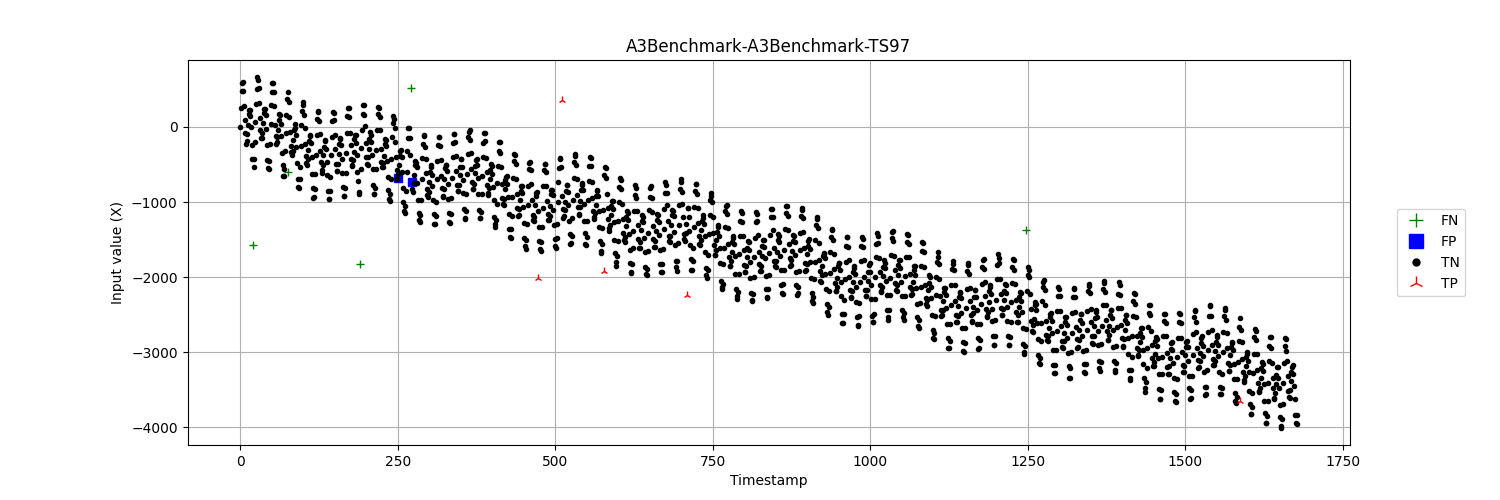 A3Benchmark-A3Benchmark-TS97
Input value (X)
0
−1000
−2000
−3000
−4000
0 250 500 750 1000 1250 1500 1750
Timestamp
FN
FP
TN
TP